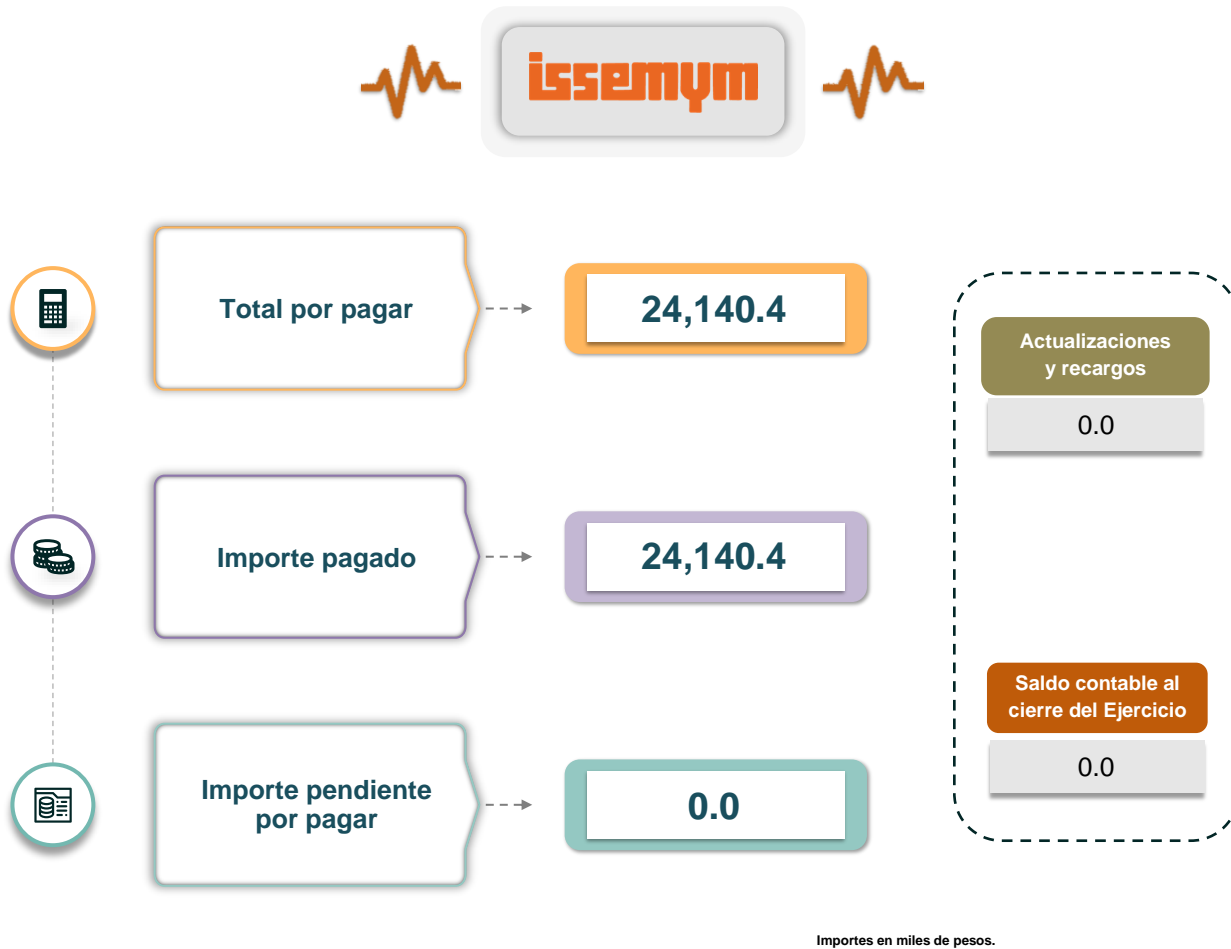 issemym
Total por pagar
24,140.4
Actualizaciones
y recargos
0.0
Importe pagado
24,140.4
Saldo contable al
cierre del Ejercicio
0.0
Importe pendiente
por pagar
0.0
Importes en miles de pesos.